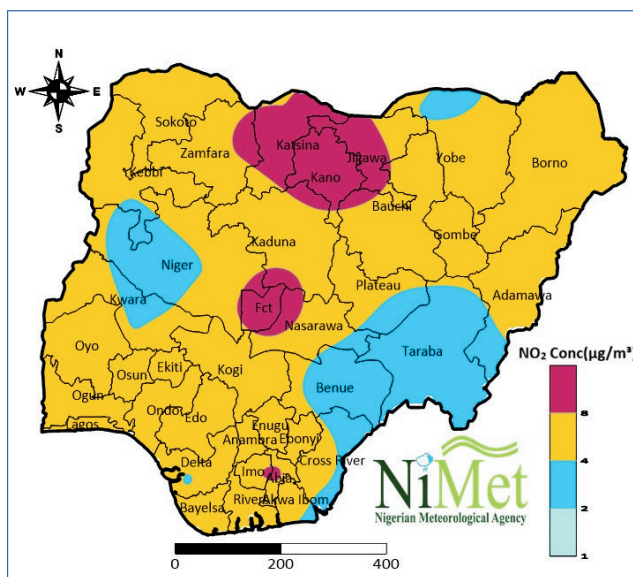 N
W E
S
Sokoto
Katsina
Zamfara
Jigawa
Yobe
Borno
Kebbi
Kano
Bauchi
Gombe
Kaduna
Niger
Plateau
Adamawa
Kwara
Fct
Nasarawa
Oyo
Taraba
NO₂ Conc(µg/m³)
Ekiti
Kogi
Osun
Benue
Ogun
Ondo
Edo
Lagos
Enugu
Anambra
Ebonyi
8
Delta
Imo
Abia
Cross River
4
Bayelsa
Rivers
Akwa Ibom
NiMet
Nigerian Meteorological Agency
2
1
0 200 400